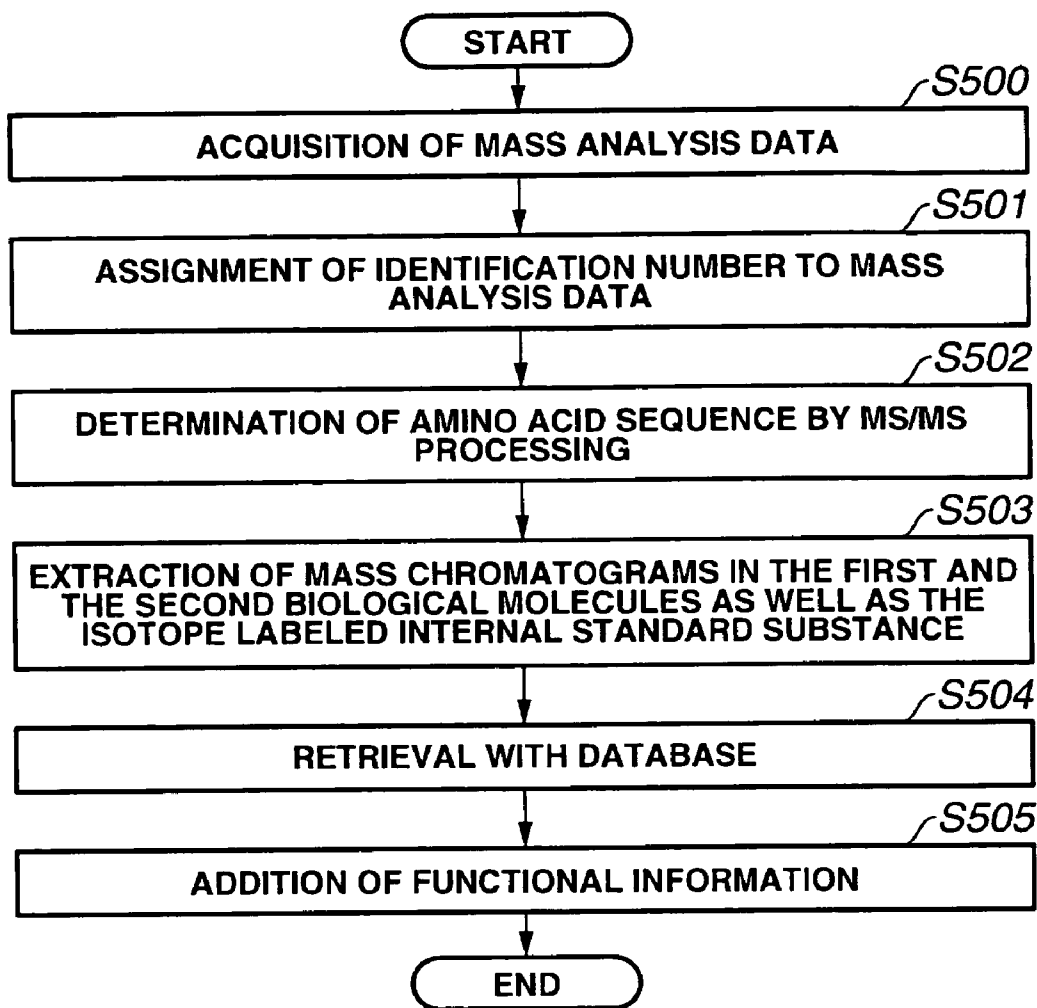 START
S500
ACQUISITION OF MASS ANALYSIS DATA
S501
ASSIGNMENT OF IDENTIFICATION NUMBER TO MASS
ANALYSIS DATA
S502
DETERMINATION OF AMINO ACID SEQUENCE BY MS/MS
PROCESSING
S503
EXTRACTION OF MASS CHROMATOGRAMS IN THE FIRST AND
THE SECOND BIOLOGICAL MOLECULES AS WELL AS THE
ISOTOPE LABELED INTERNAL STANDARD SUBSTANCE
S504
RETRIEVAL WITH DATABASE
S505
ADDITION OF FUNCTIONAL INFORMATION
END